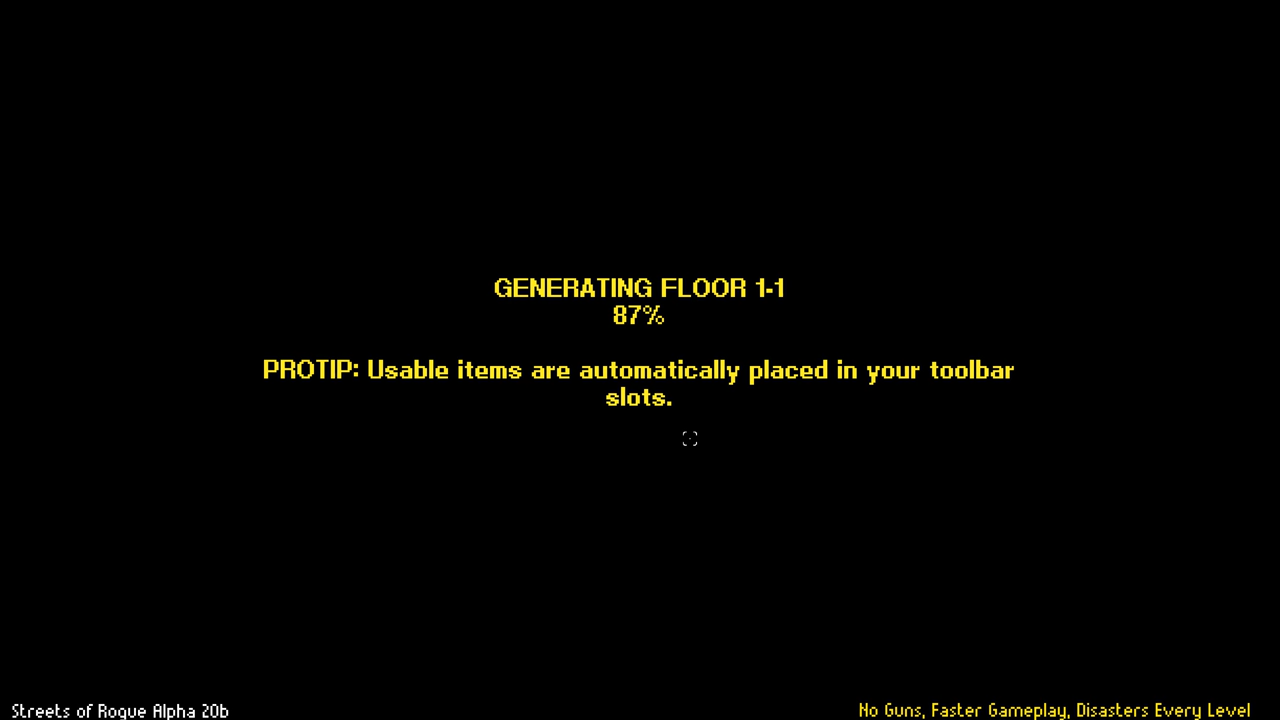 GENERATING FLOOR 1-1
87%
PROTIP: Usable items are automatically placed in your toolbar
slots.
Streets of Rogue Alpha 20b
No Guns, Faster Gameplay, Disasters Every Level